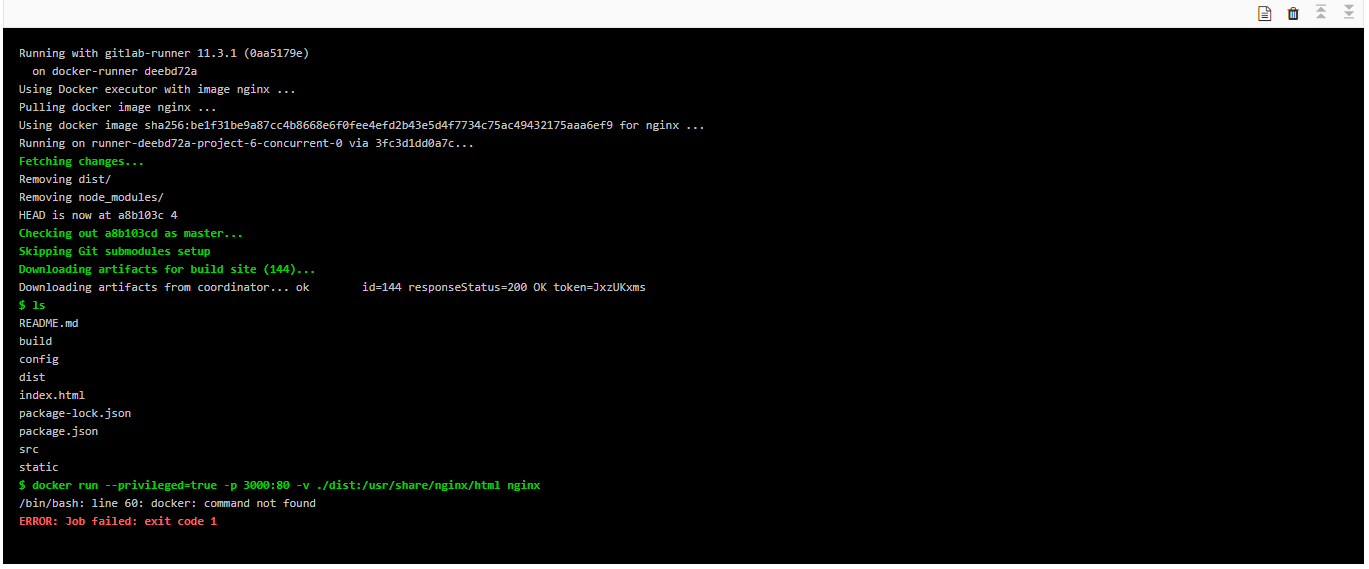 Running with gitlab-runner 11.3.1 (0aa5179e)
on docker-runner deebd72a
Using Docker executor with image nginx ...
Pulling docker image nginx ...
Using docker image sha256:be1f31be9a87cc4b8668e6f0fee4efd2b43e5d4f7734c75ac49432175aaa6ef9 for nginx ...
Running on runner-deebd72a-project-6-concurrent-0 via 3fc3d1dd0a7c...
Fetching changes...
Removing dist/
Removing node_modules/
HEAD is now at a8b103c 4
Checking out a8b103cd as master...
Skipping Git submodules setup
Downloading artifacts for build site (144)...
Downloading artifacts from coordinator... ok        id=144 responseStatus=200 OK token=JxzUKxms
$ ls
README.md
build
config
dist
index.html
package-lock.json
package.json
src
static
$ docker run --privileged=true -p 3000:80 -v ./dist:/usr/share/nginx/html nginx
/bin/bash: line 60: docker: command not found
ERROR: Job failed: exit code 1